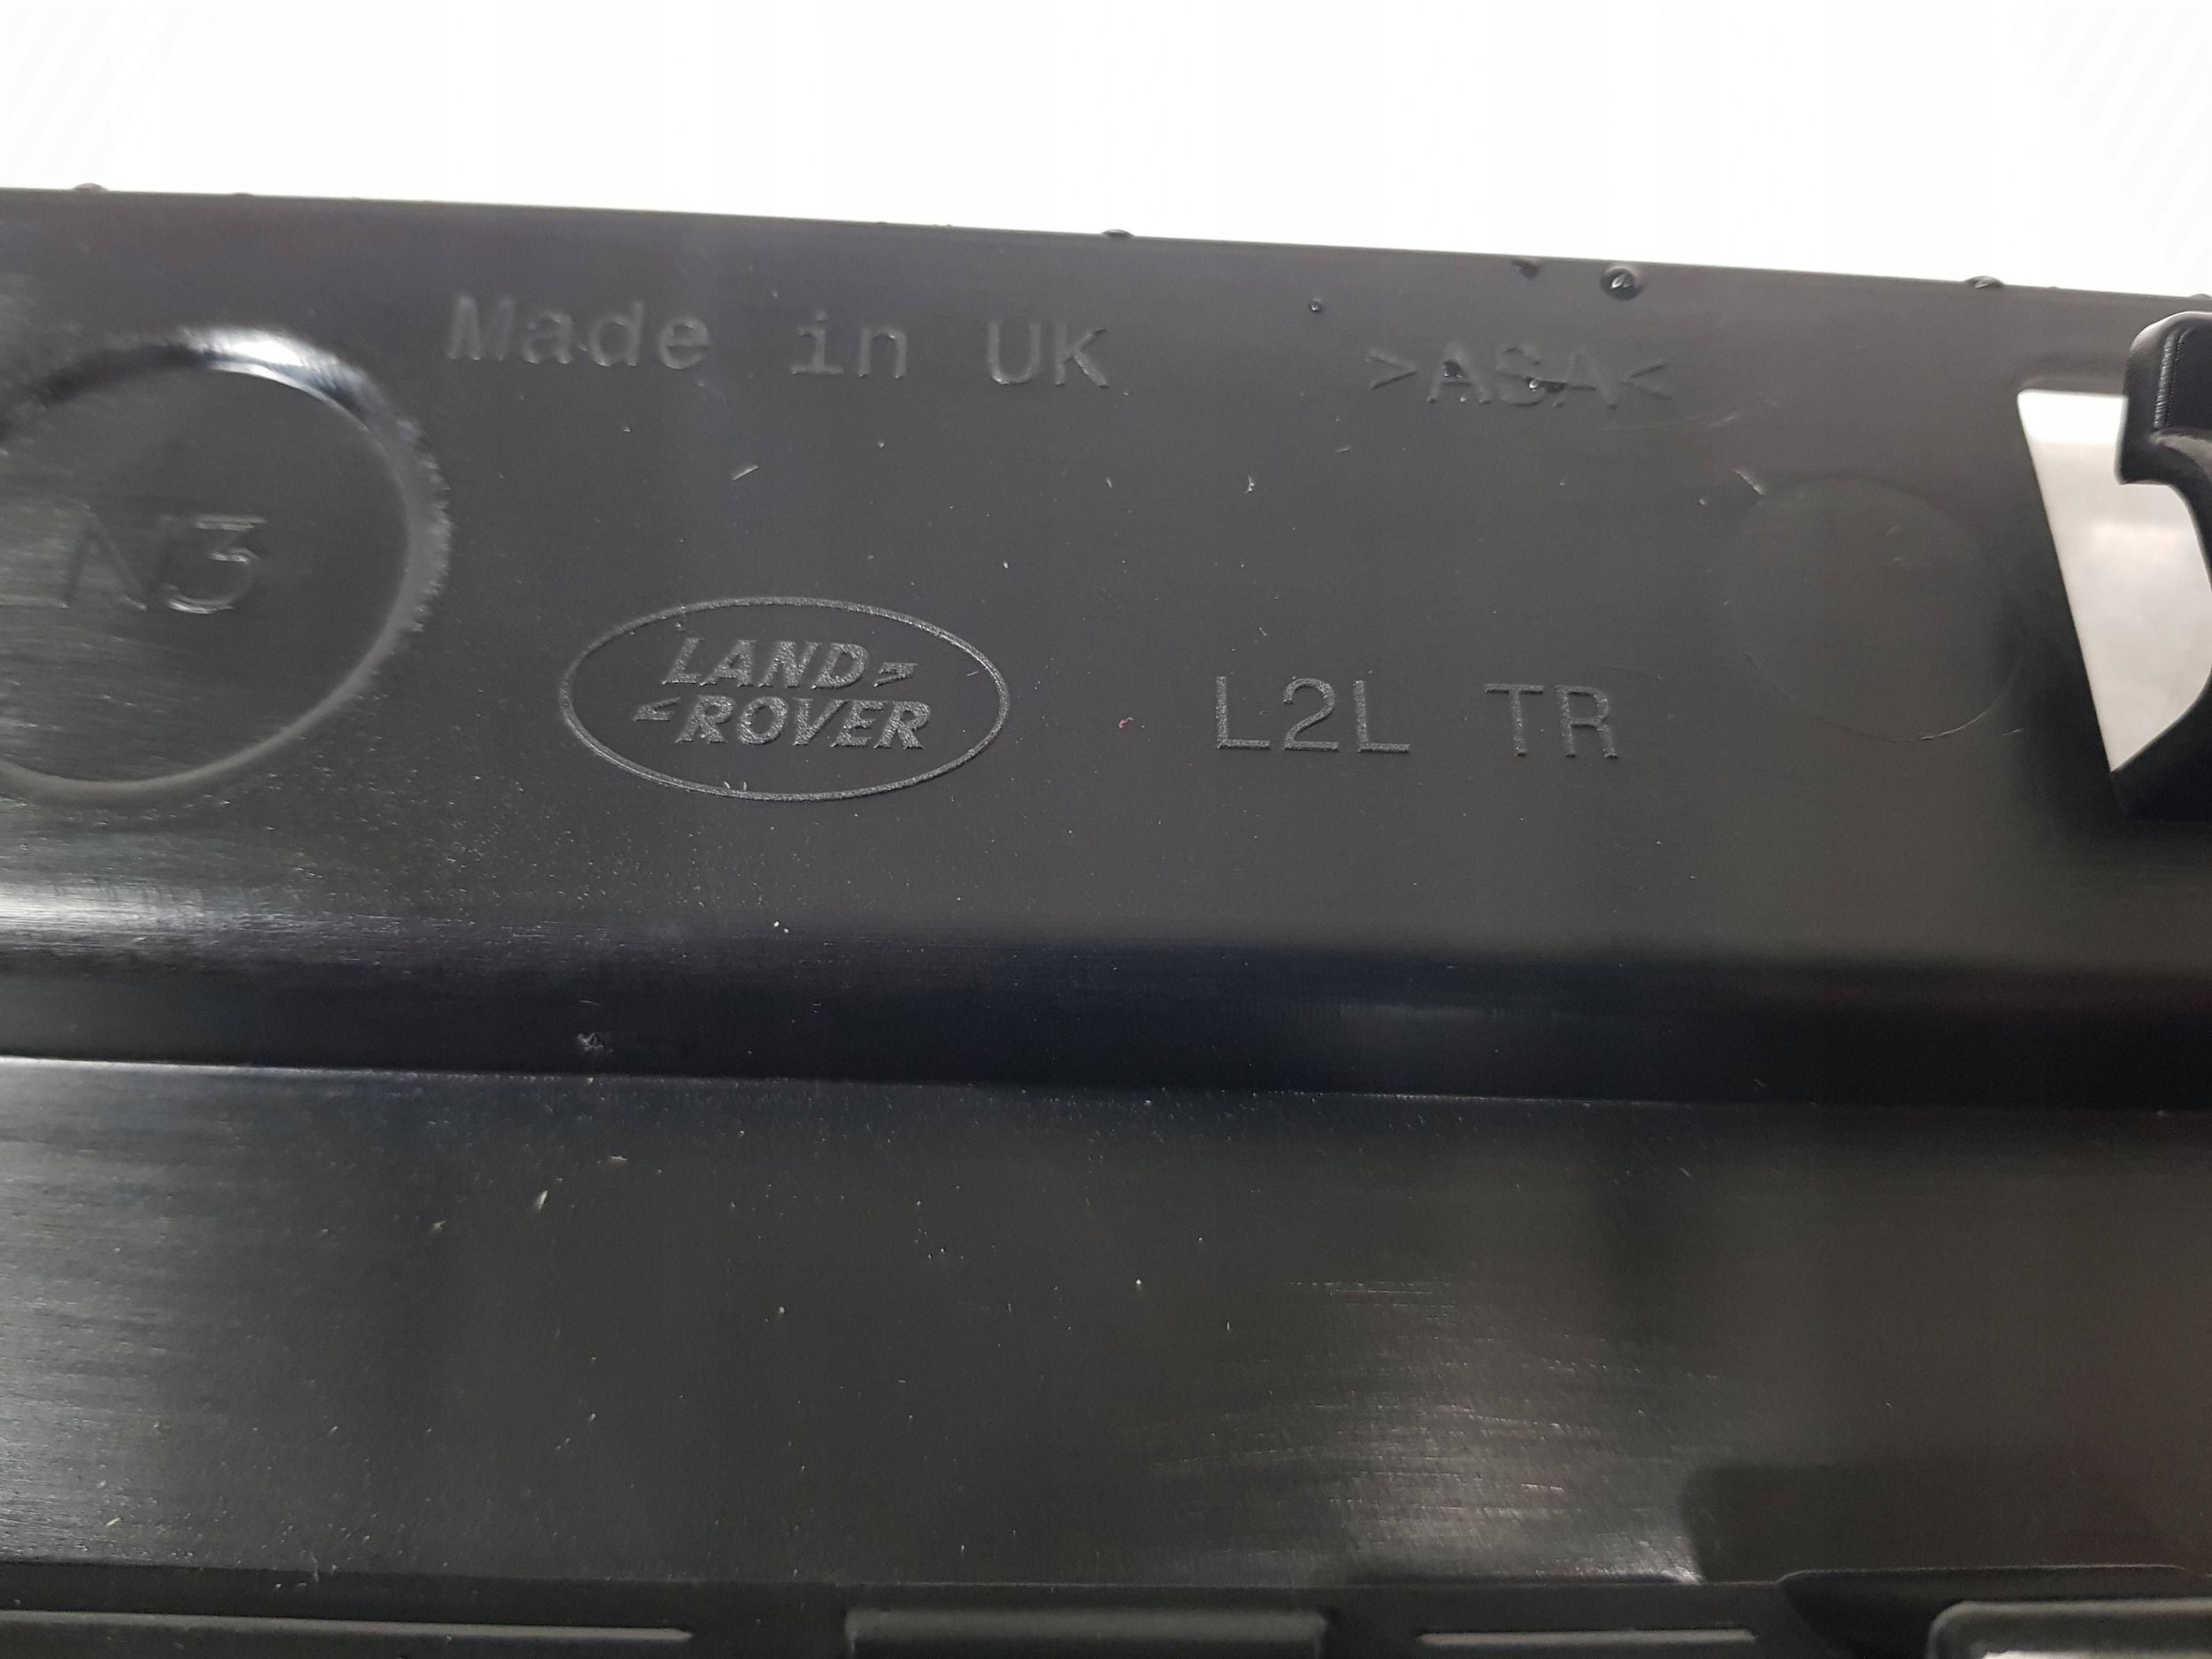 Made in UK >ASA<
N3
LAND
ROVER
L2L TR